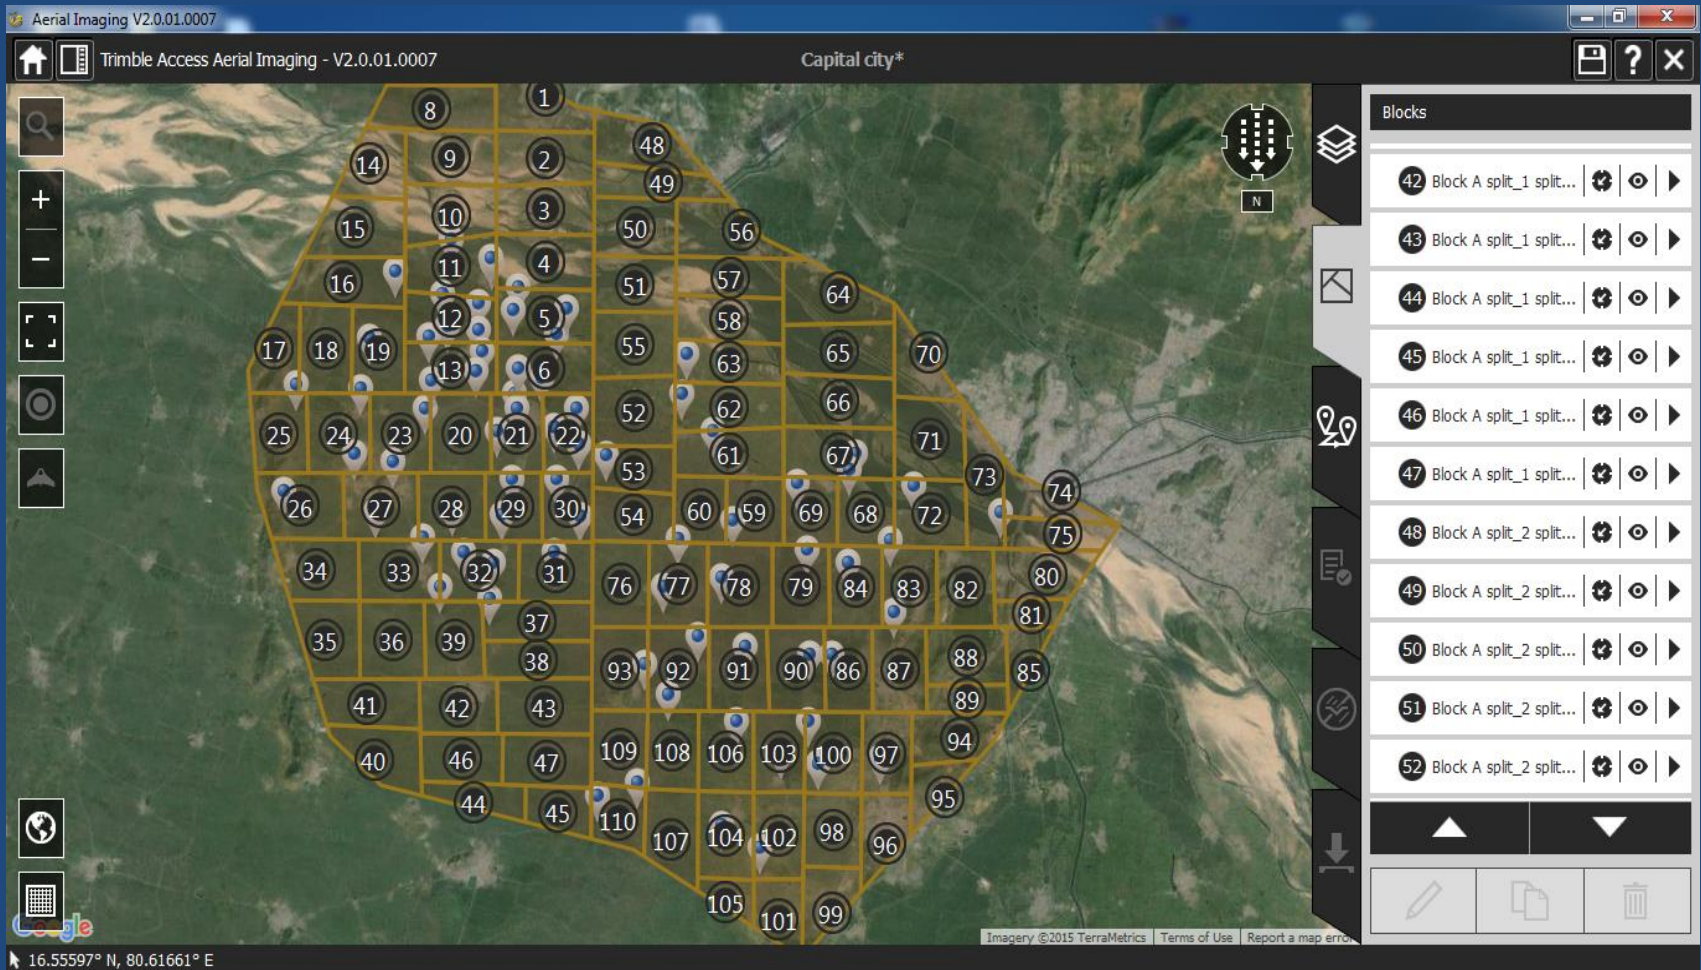 Aerial Imaging V2.0.01.0007
Trimble Access Aerial Imaging - V2.0.01.0007
Capital city*
Blocks
8 1
48
14 9 2
49
10 3
15 50 56
11 4
16 51 57 64
12 5 58
17 18 19 55 63 65 70
13 6
52 62 66
25 24 23 20 21 22 71
61 67
53 73
26 27 28 29 30 54 60 59 69 68 72 74
75
34 33 32 31 76 77 78 79 84 83 82 80
81
35 36 39 37
38 93 92 91 90 86 87 88 85
89
41 42 43
40 46 47 109 108 106 103 100 97 94
44 45 110 95
107 104 102 98 96
105 101 99
N
42 Block A split_1 split...
43 Block A split_1 split...
44 Block A split_1 split...
45 Block A split_1 split...
46 Block A split_1 split...
47 Block A split_1 split...
48 Block A split_2 split...
49 Block A split_2 split...
50 Block A split_2 split...
51 Block A split_2 split...
52 Block A split_2 split...
Google
Imagery ©2015 TerraMetrics
Terms of Use
Report a map error
16.55597° N, 80.61661° E